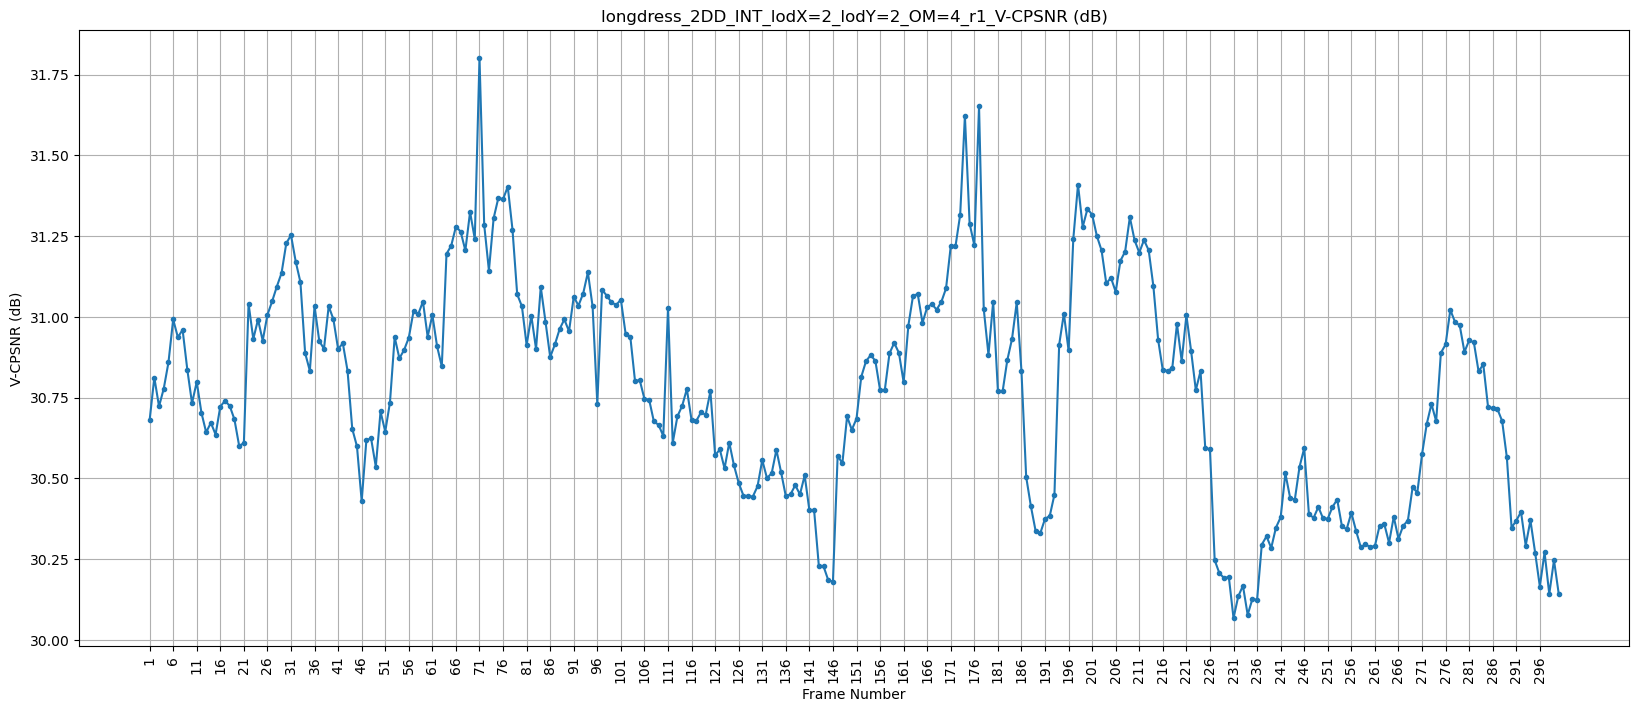 longdress_2DD_INT_lodX=2_lodY=2_OM=4_r1_V-CPSNR (dB)
V-CPSNR (dB)
31.75
31.50
31.25
31.00
30.75
30.50
30.25
30.00
1 6 11 16 21 26 31 36 41 46 51 56 61 66 71 76 81 86 91 96 101 106 111 116 121 126 131 136 141 146 151 156 161 166 171 176 181 186 191 196 201 206 211 216 221 226 231 236 241 246 251 256 261 266 271 276 281 286 291 296
Frame Number